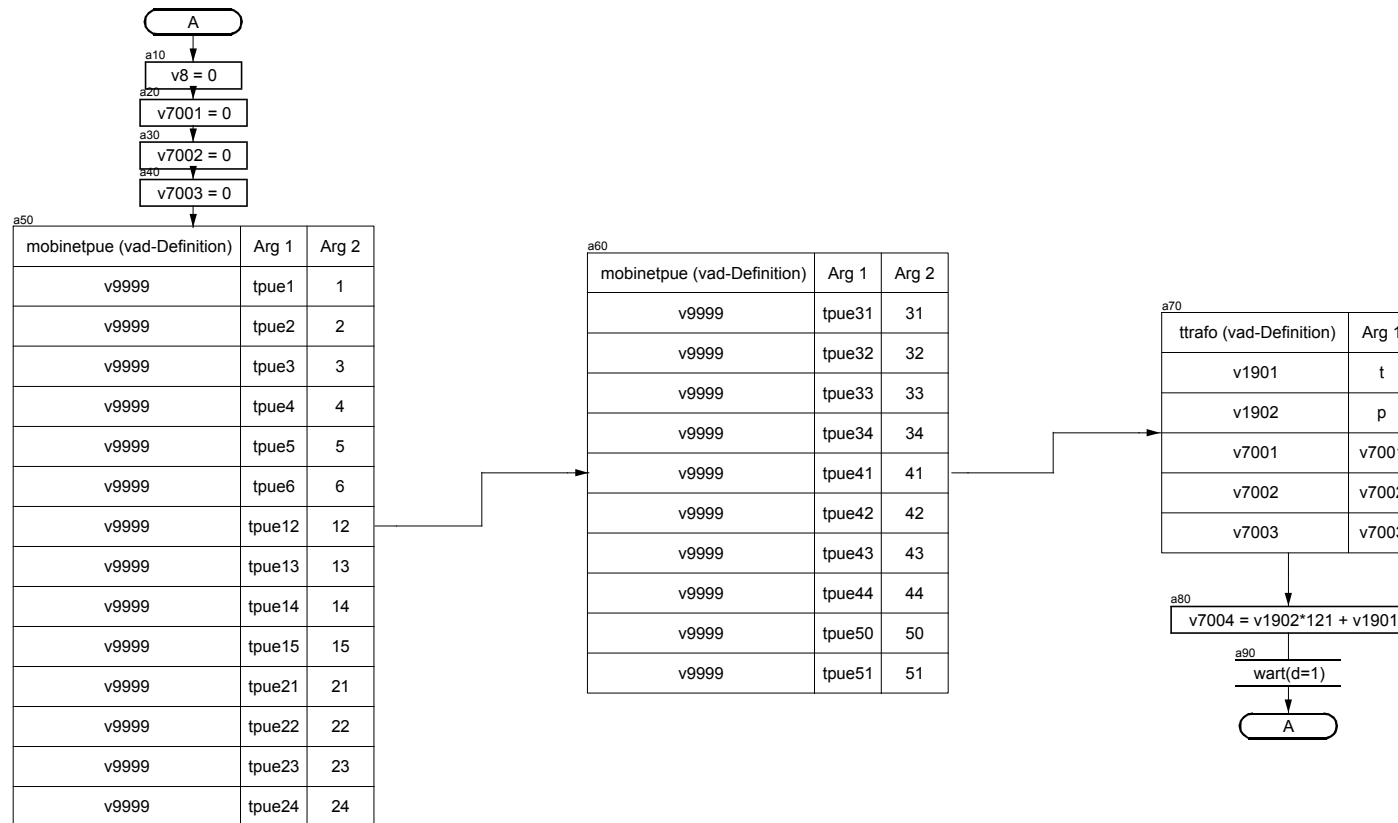 A
a10
v8 = 0
a20
v7001 = 0
a30
v7002 = 0
a40
v7003 = 0
a50
mobinetpue (vad-Definition) Arg 1 Arg 2
v9999 tpue1 1
v9999 tpue2 2
v9999 tpue3 3
v9999 tpue4 4
v9999 tpue5 5
v9999 tpue6 6
v9999 tpue12 12
v9999 tpue13 13
v9999 tpue14 14
v9999 tpue15 15
v9999 tpue21 21
v9999 tpue22 22
v9999 tpue23 23
v9999 tpue24 24
a60
mobinetpue (vad-Definition) Arg 1 Arg 2
v9999 tpue31 31
v9999 tpue32 32
v9999 tpue33 33
v9999 tpue34 34
v9999 tpue41 41
v9999 tpue42 42
v9999 tpue43 43
v9999 tpue44 44
v9999 tpue50 50
v9999 tpue51 51
a70
ttrafo (vad-Definition) Arg 1
v1901 t
v1902 p
v7001 v7001
v7002 v7002
v7003 v7003
a80
v7004 = v1902*121 + v1901
a90
wart(d=1)
A